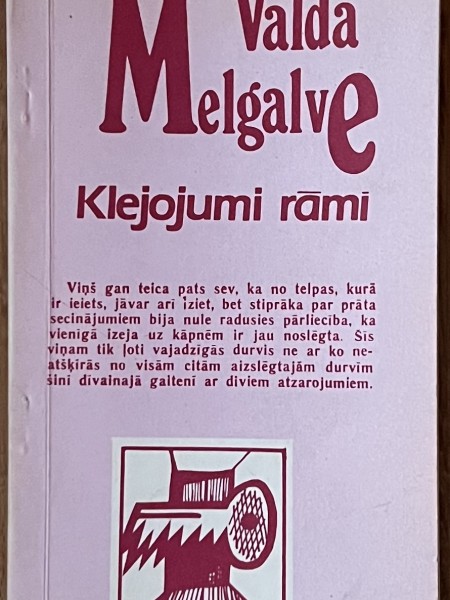 Valda
Melgalve
Klejojumi rāmi
Viņš gan teica pats sev, ka no telpas, kurā
ir ieiets, jāvar arī iziet, bet stiprāka par prāta
secinājumiem bija nule radusies pārliecība, ka
vienīgā izeja uz kāpnēm ir jau noslēgta. Šīs
viņam tik ļoti vajadzīgās durvis ne ar ko ne-
atšķīrās no visām citām aizslēgtajām durvīm
šinī dīvainajā galtenī ar diviem atzarojumiem.